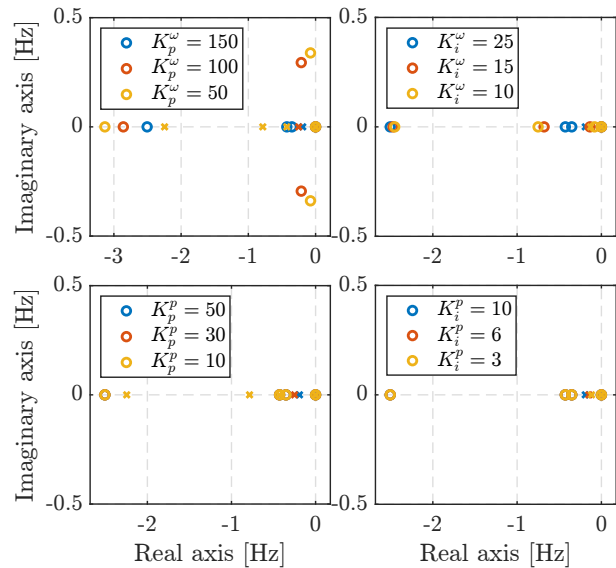 0.5
K_p^ω = 150
K_p^ω = 100
K_p^ω = 50
0
-0.5
-3
-2
-1
0
Imaginary axis [Hz]
0.5
K_i^ω = 25
K_i^ω = 15
K_i^ω = 10
0
-0.5
-2
-1
0
0.5
K_p^p = 50
K_p^p = 30
K_p^p = 10
0
-0.5
-2
-1
0
Imaginary axis [Hz]
Real axis [Hz]
0.5
K_i^p = 10
K_i^p = 6
K_i^p = 3
0
-0.5
-2
-1
0
Real axis [Hz]